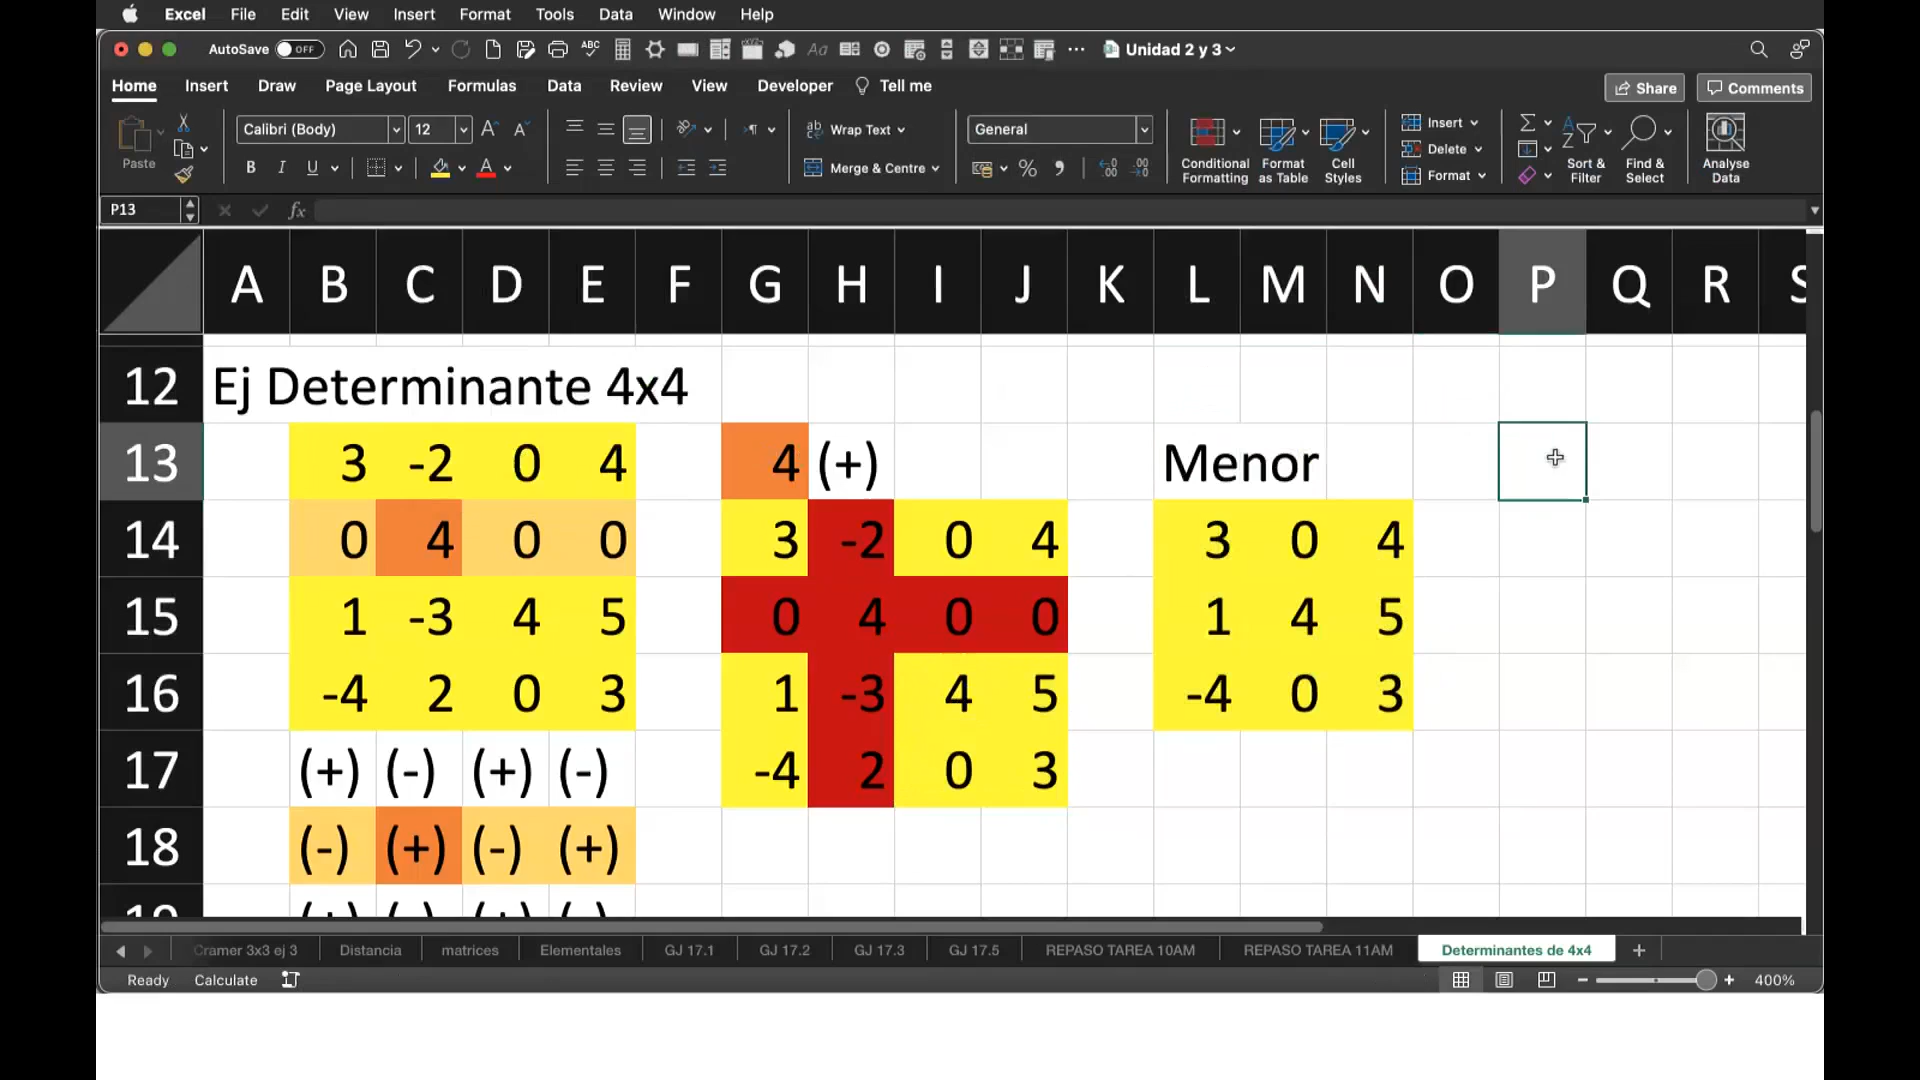 Excel File Edit View Insert Format Tools Data Window Help
AutoSave OFF ABC Aa ... Unidad 2 y 3
Home Insert Draw Page Layout Formulas Data Review View Developer Tell me Share Comments
Paste Calibri (Body) 12 A A ab c Wrap Text General Conditional Formatting Format as Table Cell Styles Insert Delete Format Sort & Filter Find & Select Analyse Data
B I U A Merge & Centre % , .00 .00
P13 fx
A B C D E F G H I J K L M N O P Q R S
12 Ej Determinante 4x4
13 3 -2 0 4 4 (+) Menor
14 0 4 0 0 3 -2 0 4 3 0 4
15 1 -3 4 5 0 4 0 0 1 4 5
16 -4 2 0 3 1 -3 4 5 -4 0 3
17 (+) (-) (+) (-) -4 2 0 3
18 (-) (+) (-) (+)
19 (+) (-) (+) (-)
Cramer 3x3 ej 3 Distancia matrices Elementales GJ 17.1 GJ 17.2 GJ 17.3 GJ 17.5 REPASO TAREA 10AM REPASO TAREA 11AM Determinantes de 4x4 +
Ready Calculate - + 400%